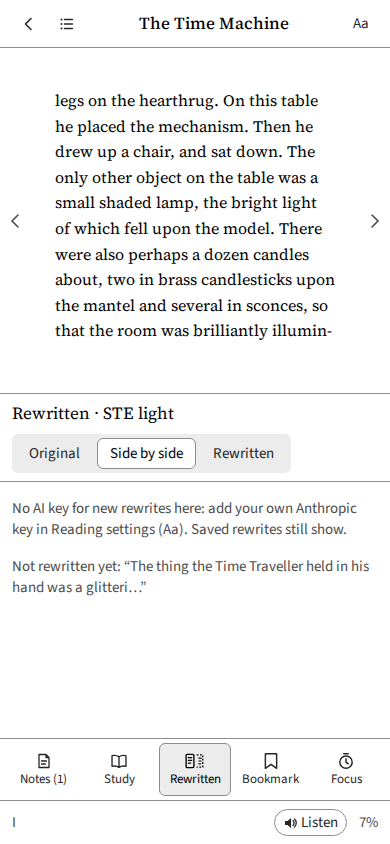 The Time Machine
Aa
legs on the hearthrug. On this table
he placed the mechanism. Then he
drew up a chair, and sat down. The
only other object on the table was a
small shaded lamp, the bright light
of which fell upon the model. There
were also perhaps a dozen candles
about, two in brass candlesticks upon
the mantel and several in sconces, so
that the room was brilliantly illumin-
Rewritten · STE light
Original
Side by side
Rewritten
No AI key for new rewrites here: add your own Anthropic
key in Reading settings (Aa). Saved rewrites still show.
Not rewritten yet: “The thing the Time Traveller held in his
hand was a glitteri…”
Notes (1)
Study
Rewritten
Bookmark
Focus
I
Listen
7%